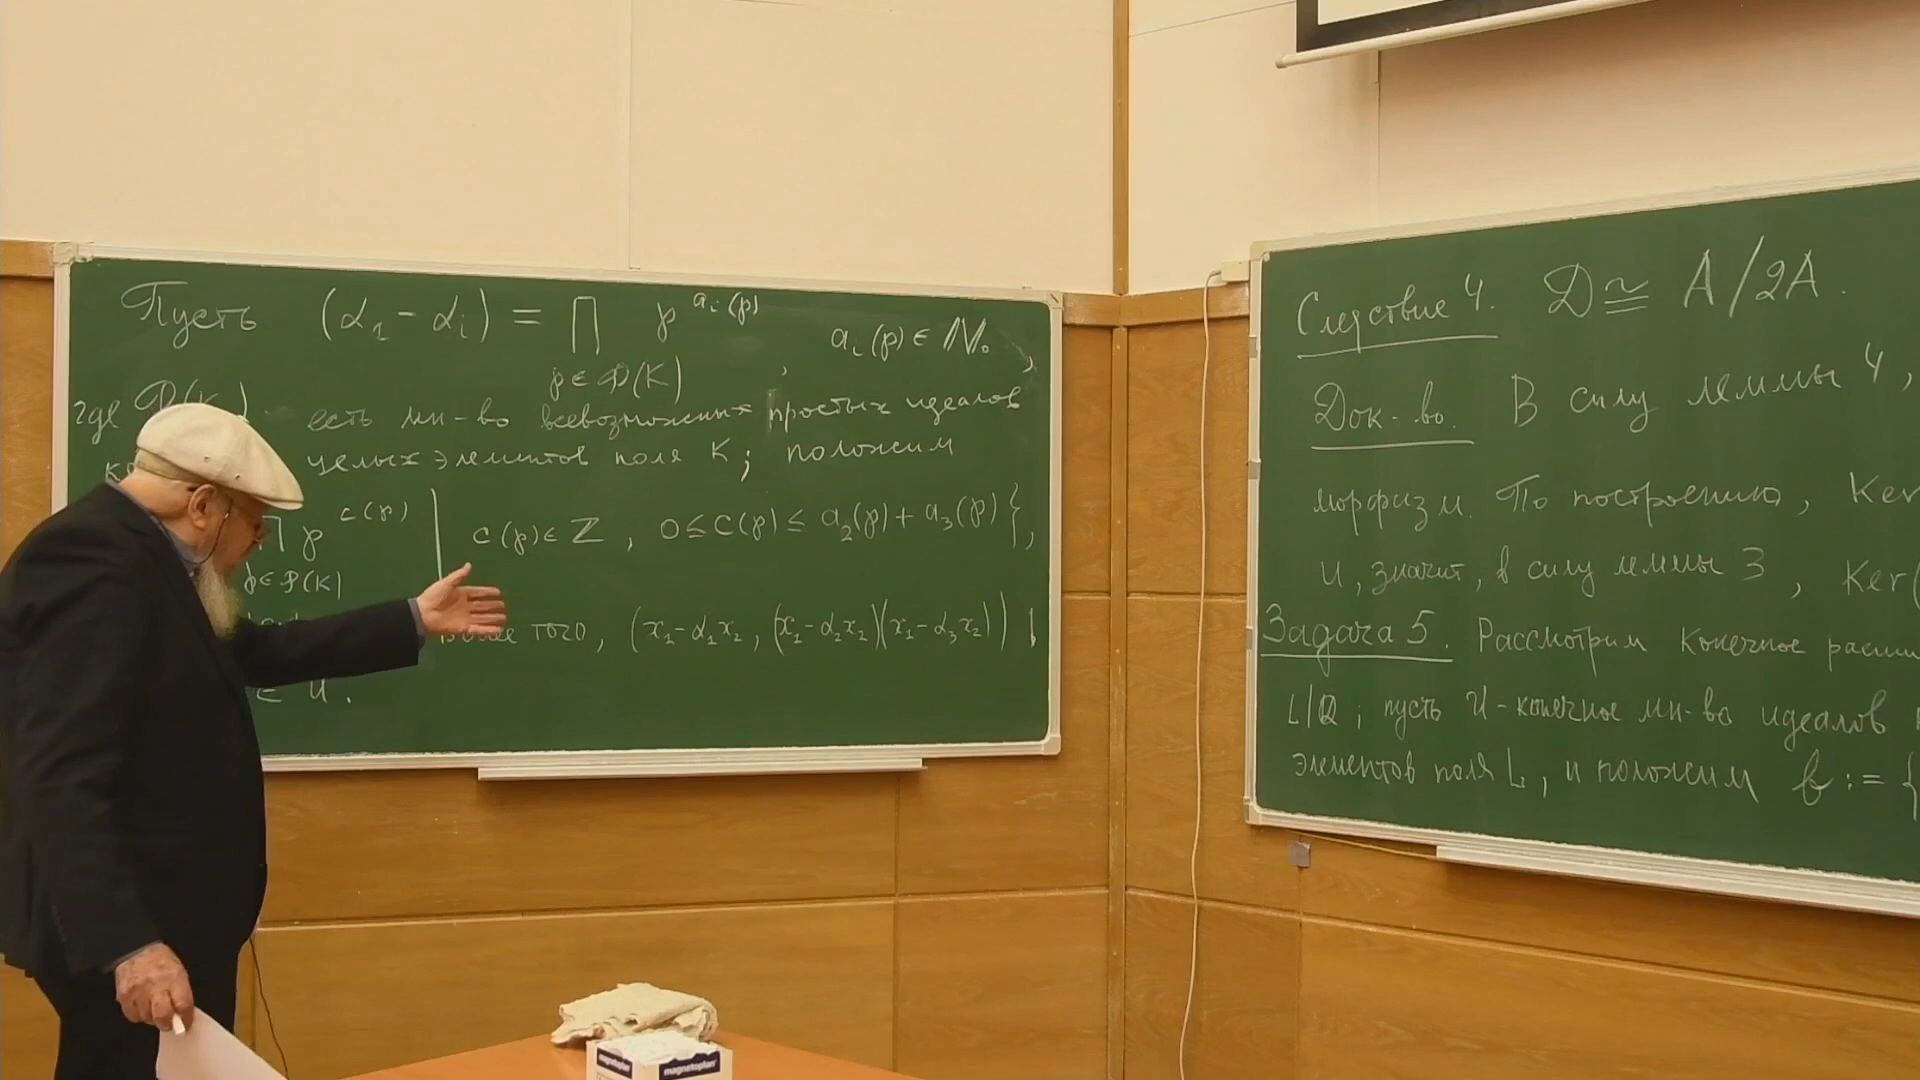 Пусть (α₁ - αᵢ) = ∏ 𝔭^{aᵢ(𝔭)}
𝔭 ∈ 𝒫(K) , aᵢ(𝔭) ∈ ℕ₀ ,
где 𝒫(K) есть мн-во всевозможных простых идеалов
целых элементов поля K; положим
∏ 𝔭^{c(𝔭)} | c(𝔭) ∈ ℤ , 0 ≤ c(𝔭) ≤ a₂(𝔭) + a₃(𝔭) },
𝔭 ∈ 𝒫(K)
того, (x₁ - α₁x₂, (x₁ - α₂x₂)(x₁ - α₃x₂))
∈ U.
Следствие 4. D ≅ A/2A.
Док-во. В силу леммы 4,
морфизм. По построению, Ker
и, значит, в силу леммы 3, Ker(
Задача 5. Рассмотрим конечное
L/ℚ; пусть U - конечное мн-во идеалов
элементов поля L, и положим b := {
magnetoplan
magnetoplan